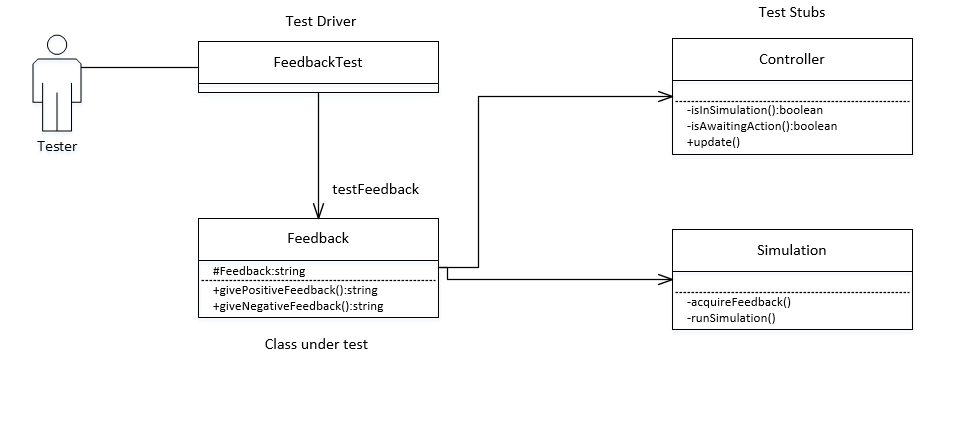 Test Driver
Test Stubs
FeedbackTest
Controller
-isInSimulation():boolean
-isAwaitingAction():boolean
+update()
Tester
testFeedback
Feedback
#Feedback:string
+givePositiveFeedback():string
+giveNegativeFeedback():string
Simulation
-acquireFeedback()
-runSimulation()
Class under test